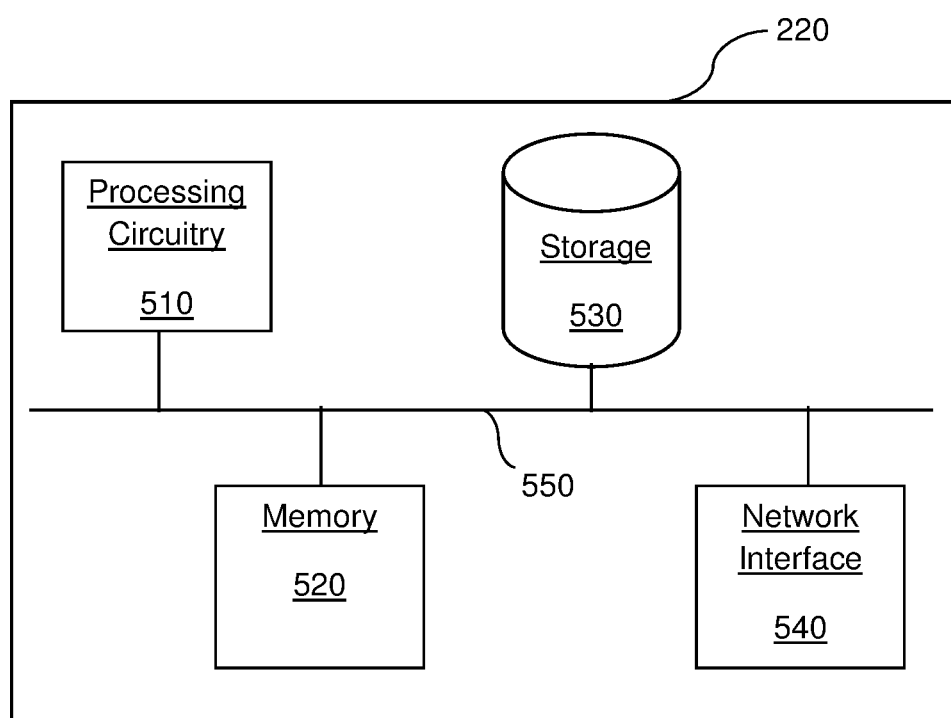 220
Processing
Circuitry
510
Storage
530
550
Memory
520
Network
Interface
540